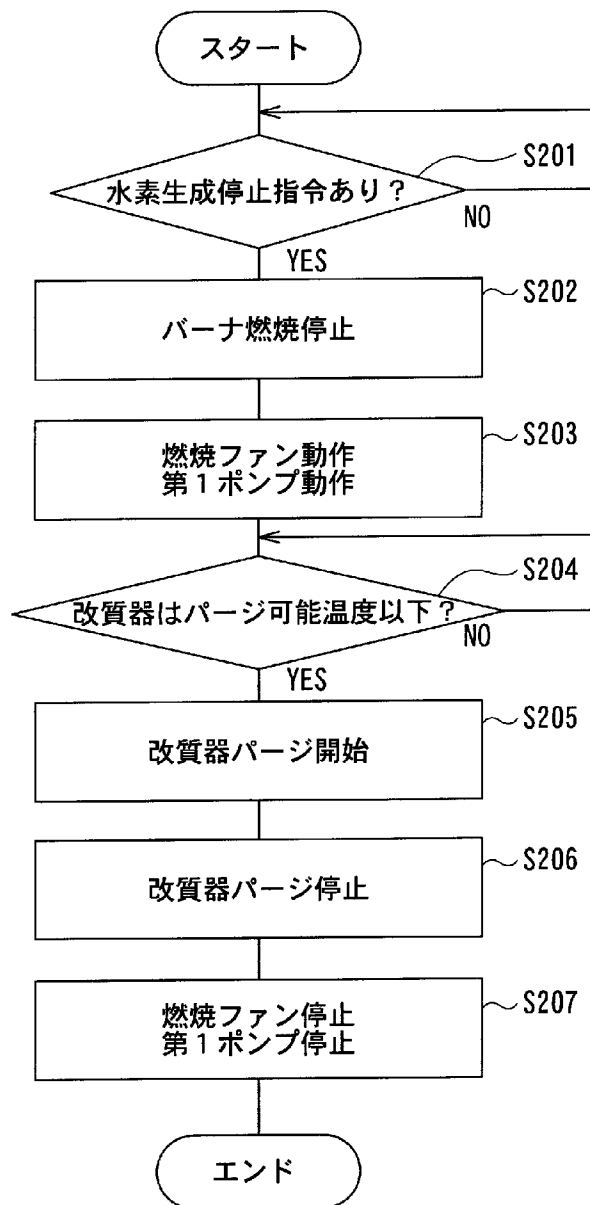 スタート
水素生成停止指令あり？
S201
NO
YES
バーナ燃焼停止
S202
燃焼ファン動作
第１ポンプ動作
S203
改質器はパージ可能温度以下？
S204
NO
YES
改質器パージ開始
S205
改質器パージ停止
S206
燃焼ファン停止
第１ポンプ停止
S207
エンド